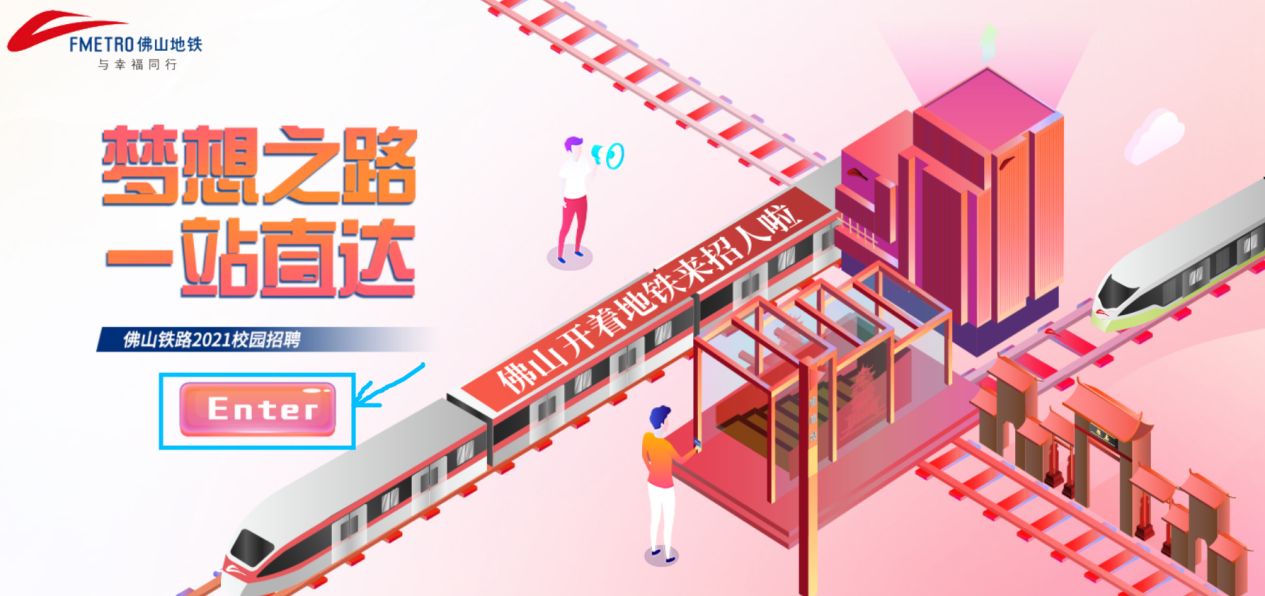 FMETRO佛山地铁
与幸福同行
梦想之路
一站直达
佛山铁路2021校园招聘
Enter
佛山开着地铁来招人啦